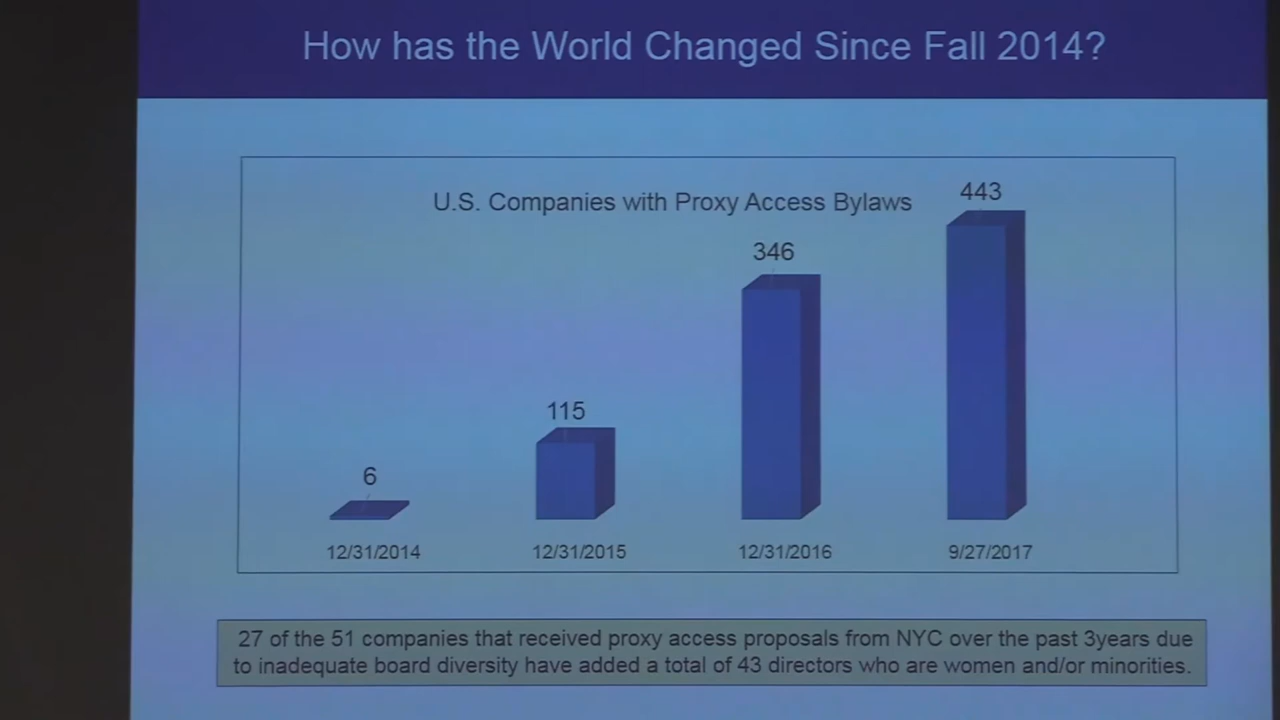 How has the World Changed Since Fall 2014?
U.S. Companies with Proxy Access Bylaws
443
346
115
6
12/31/2014 12/31/2015 12/31/2016 9/27/2017
27 of the 51 companies that received proxy access proposals from NYC over the past 3years due
to inadequate board diversity have added a total of 43 directors who are women and/or minorities.